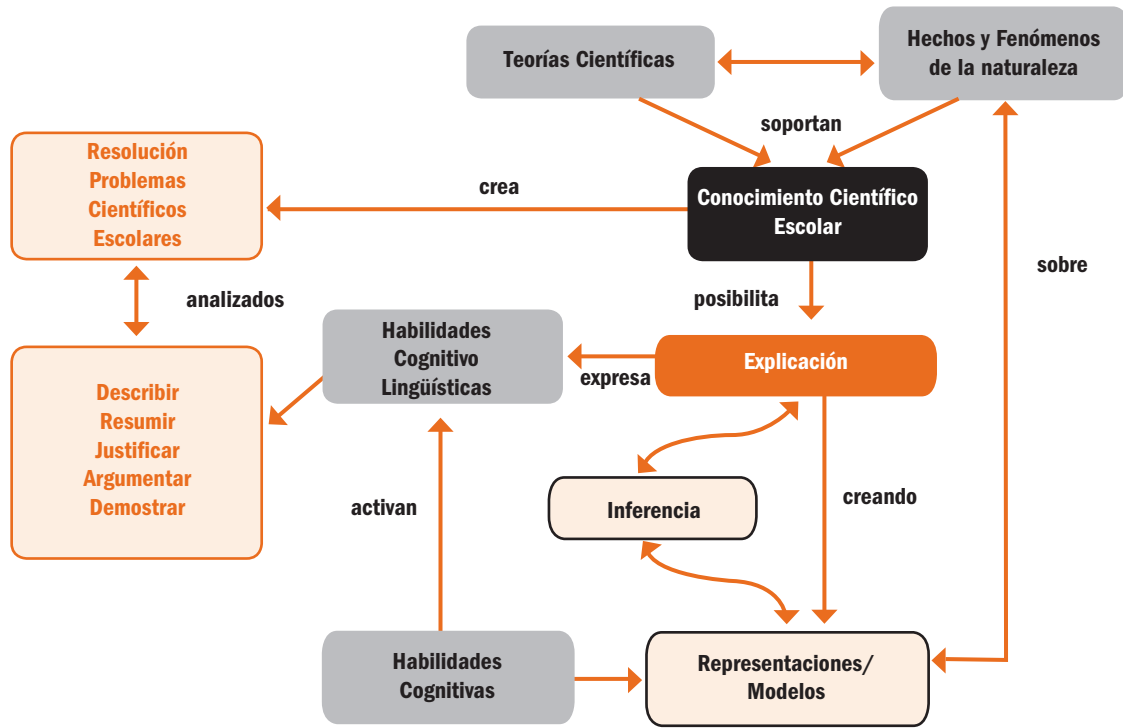 Teorías Científicas
Hechos y Fenómenos
de la naturaleza
soportan
Resolución
Problemas
Científicos
Escolares
crea
Conocimiento Científico
Escolar
sobre
analizados
posibilita
Habilidades
Cognitivo
Lingüísticas
expresa
Explicación
Describir
Resumir
Justificar
Argumentar
Demostrar
activan
Inferencia
creando
Habilidades
Cognitivas
Representaciones/
Modelos